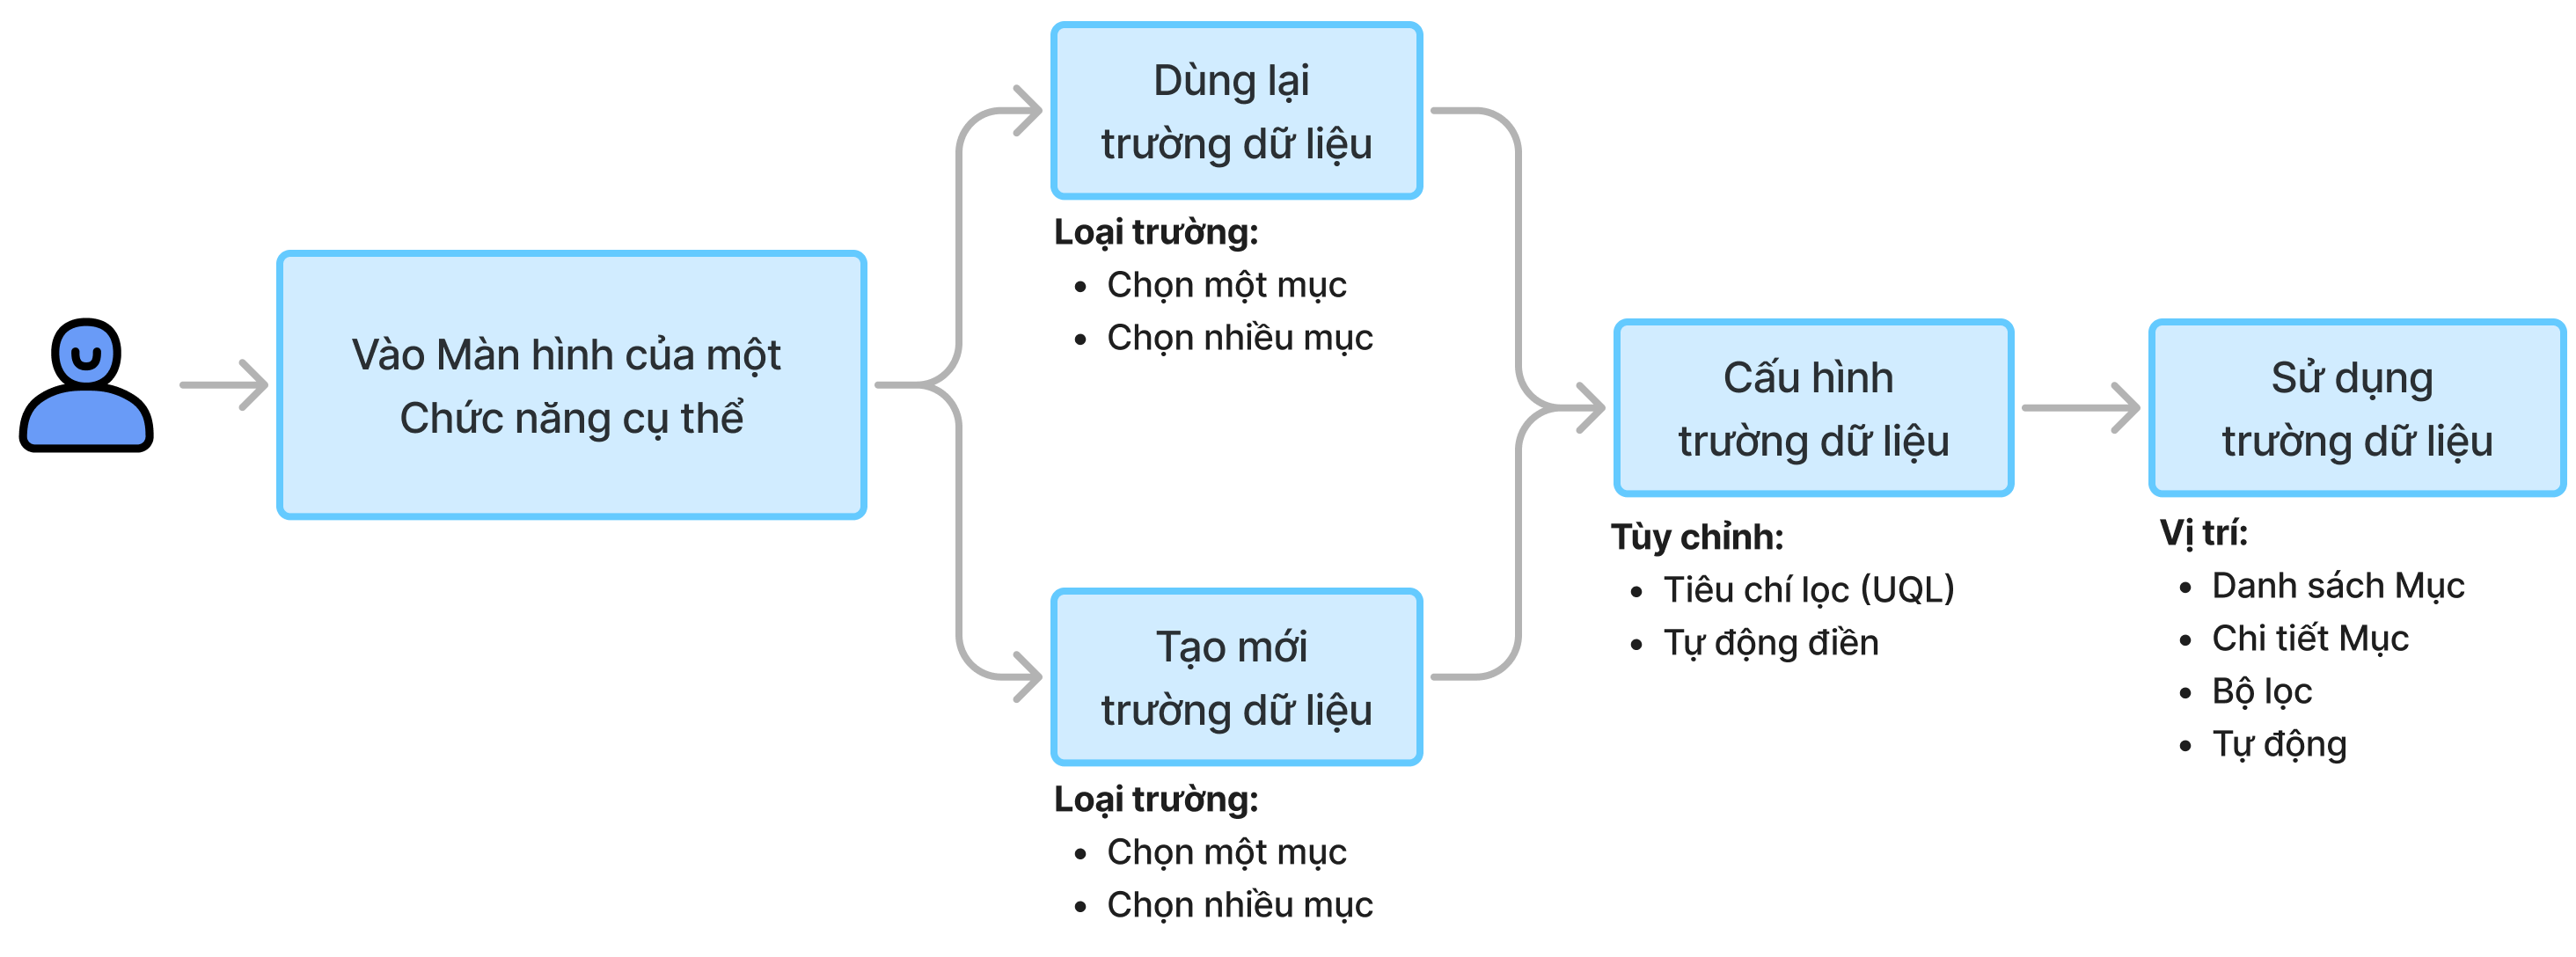 Vào Màn hình của một
Chức năng cụ thể
Dùng lại
trường dữ liệu
Loại trường:
• Chọn một mục
• Chọn nhiều mục
Tạo mới
trường dữ liệu
Loại trường:
• Chọn một mục
• Chọn nhiều mục
Cấu hình
trường dữ liệu
Tùy chỉnh:
• Tiêu chí lọc (UQL)
• Tự động điền
Sử dụng
trường dữ liệu
Vị trí:
• Danh sách Mục
• Chi tiết Mục
• Bộ lọc
• Tự động